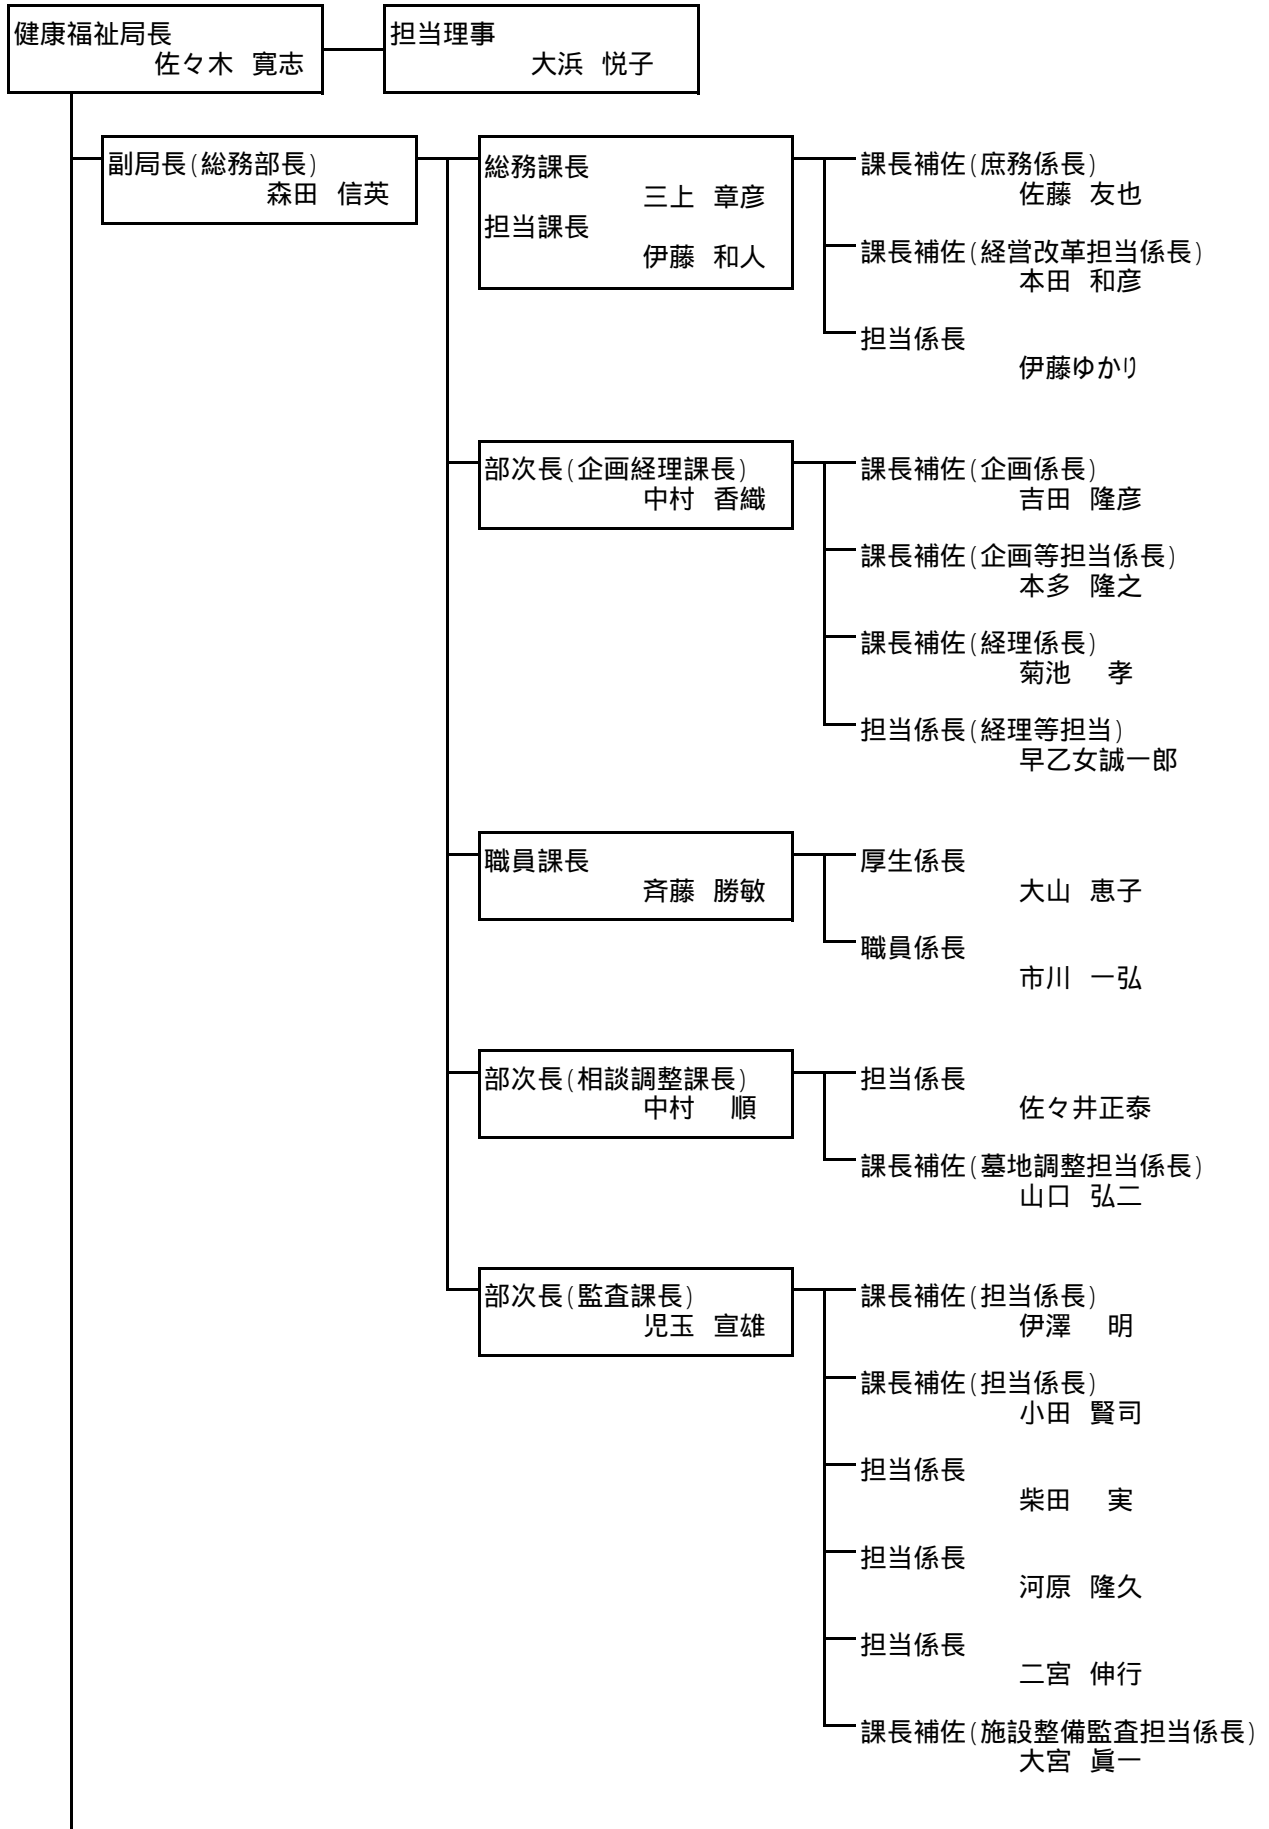 健康福祉局長
佐々木 寛志
担当理事
大浜 悦子
副局長(総務部長)
森田 信英
総務課長
三上 章彦
担当課長
伊藤 和人
課長補佐(庶務係長)
佐藤 友也
課長補佐(経営改革担当係長)
本田 和彦
担当係長
伊藤ゆかり
部次長(企画経理課長)
中村 香織
課長補佐(企画係長)
吉田 隆彦
課長補佐(企画等担当係長)
本多 隆之
課長補佐(経理係長)
菊池 孝
担当係長(経理等担当)
早乙女誠一郎
職員課長
斉藤 勝敏
厚生係長
大山 恵子
職員係長
市川 一弘
部次長(相談調整課長)
中村 順
担当係長
佐々井正泰
課長補佐(墓地調整担当係長)
山口 弘二
部次長(監査課長)
児玉 宣雄
課長補佐(担当係長)
伊澤 明
課長補佐(担当係長)
小田 賢司
担当係長
柴田 実
担当係長
河原 隆久
担当係長
二宮 伸行
課長補佐(施設整備監査担当係長)
大宮 眞一